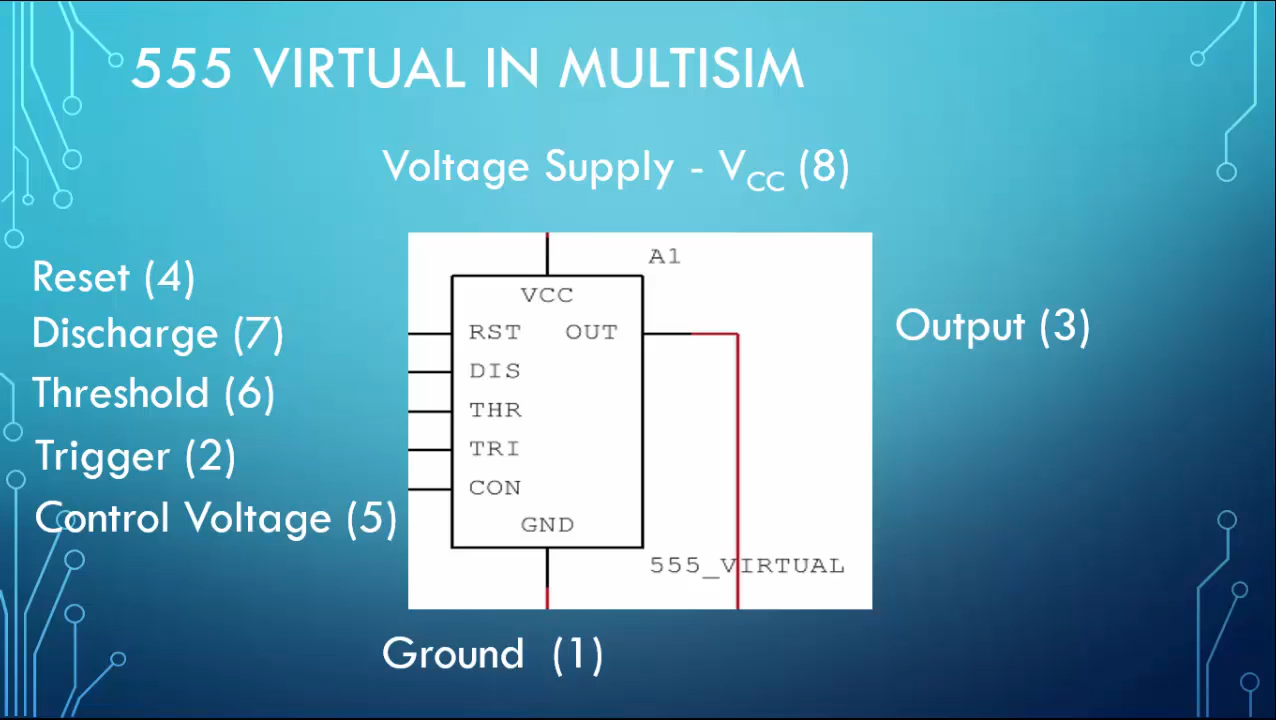 555 VIRTUAL IN MULTISIM
Voltage Supply - VCC (8)
Reset (4)
Discharge (7)
Threshold (6)
Trigger (2)
Control Voltage (5)
A1
VCC
RST OUT
DIS
THR
TRI
CON
GND
555_VIRTUAL
Output (3)
Ground (1)